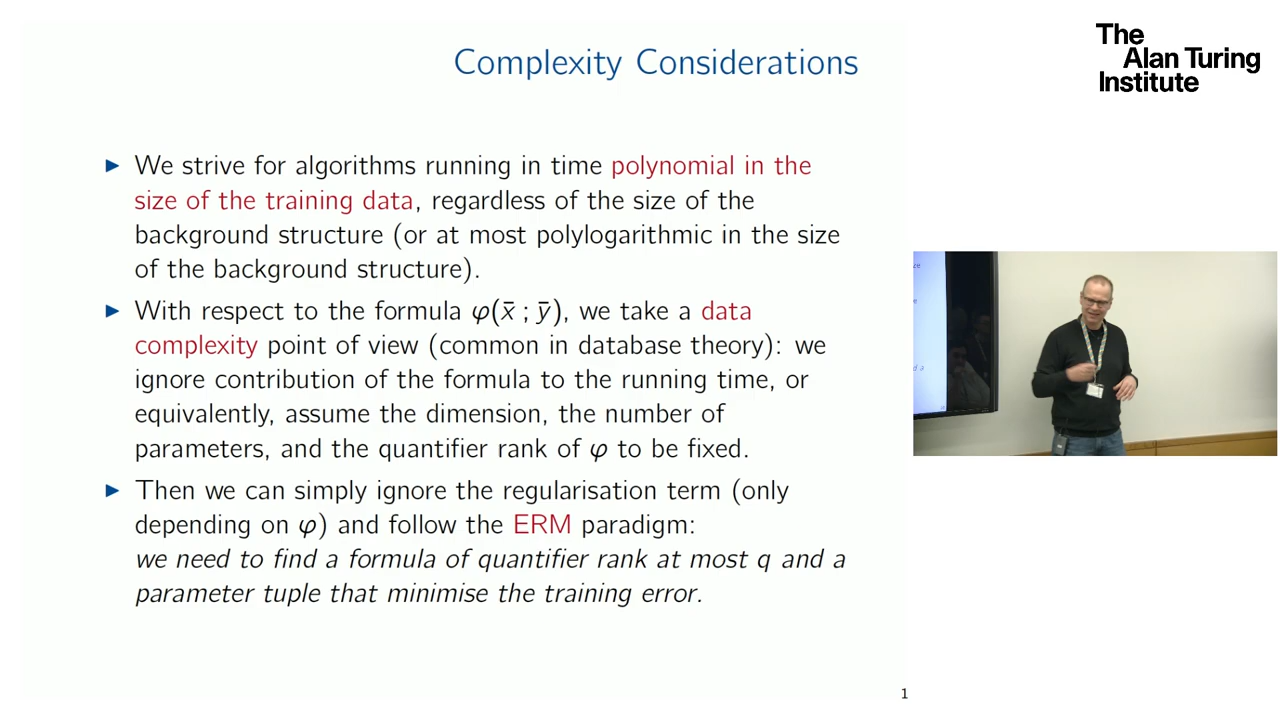 Complexity Considerations
The
Alan Turing
Institute
▶ We strive for algorithms running in time polynomial in the
size of the training data, regardless of the size of the
background structure (or at most polylogarithmic in the size
of the background structure).
▶ With respect to the formula φ(x̄ ; ȳ), we take a data
complexity point of view (common in database theory): we
ignore contribution of the formula to the running time, or
equivalently, assume the dimension, the number of
parameters, and the quantifier rank of φ to be fixed.
▶ Then we can simply ignore the regularisation term (only
depending on φ) and follow the ERM paradigm:
we need to find a formula of quantifier rank at most q and a
parameter tuple that minimise the training error.
1